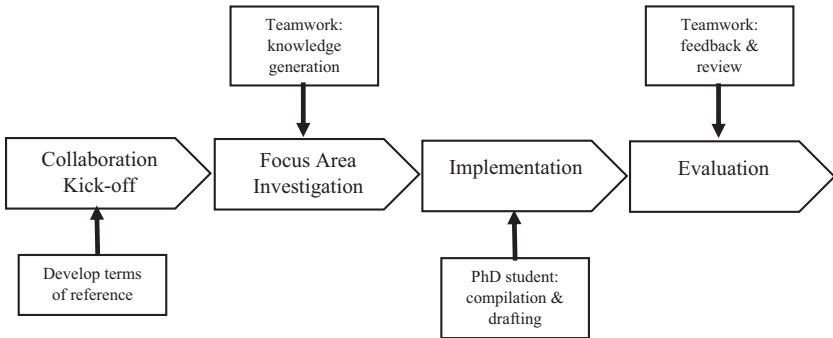 Teamwork:
knowledge
generation
Teamwork:
feedback &
review
Collaboration
Kick-off
Focus Area
Investigation
Implementation
Evaluation
Develop terms
of reference
PhD student:
compilation &
drafting